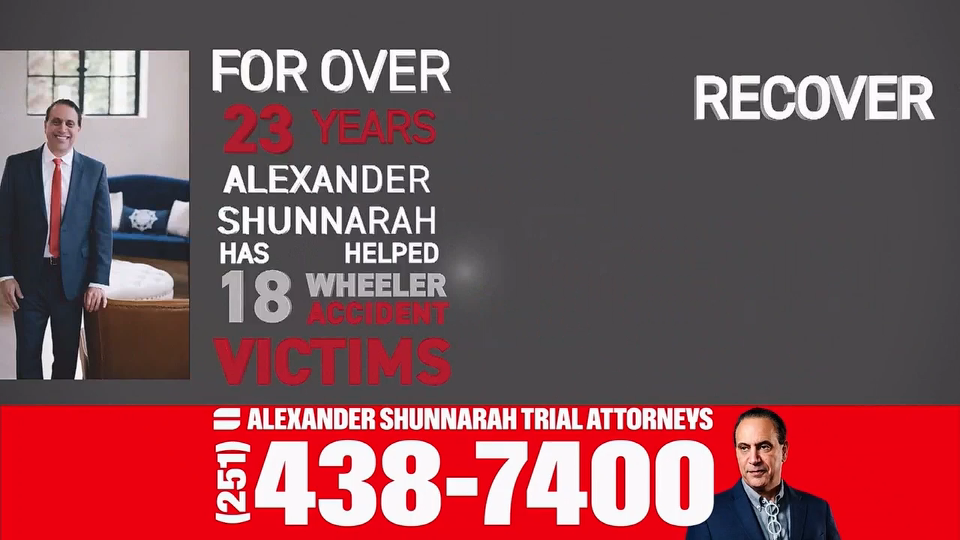 FOR OVER
23 YEARS
ALEXANDER
SHUNNARAH
HAS HELPED
18 WHEELER
ACCIDENT
VICTIMS
RECOVER
ALEXANDER SHUNNARAH TRIAL ATTORNEYS
(251) 438-7400